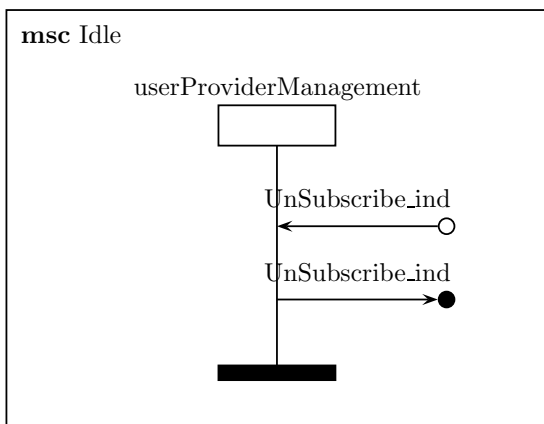 msc Idle
userProviderManagement
UnSubscribe_ind
UnSubscribe_ind